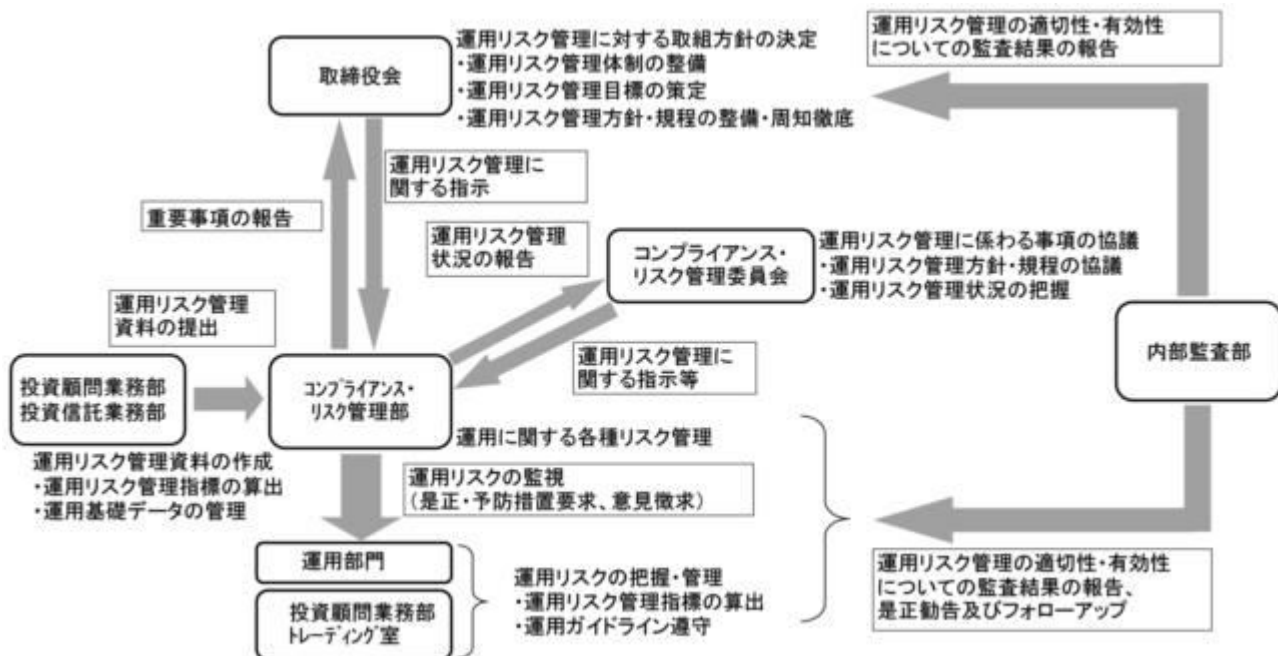 取締役会
運用リスク管理に対する取組方針の決定
・運用リスク管理体制の整備
・運用リスク管理目標の策定
・運用リスク管理方針・規程の整備・周知徹底
運用リスク管理の適切性・有効性
についての監査結果の報告
重要事項の報告
運用リスク管理に
関する指示
運用リスク管理
状況の報告
コンプライアンス・
リスク管理委員会
運用リスク管理に係わる事項の協議
・運用リスク管理方針・規程の協議
・運用リスク管理状況の把握
運用リスク管理
資料の提出
運用リスク管理に
関する指示等
内部監査部
投資顧問業務部
投資信託業務部
コンプライアンス・
リスク管理部
運用に関する各種リスク管理
運用リスク管理資料の作成
・運用リスク管理指標の算出
・運用基礎データの管理
運用リスクの監視
(是正・予防措置要求、意見徴求)
運用部門
投資顧問業務部
トレーディング室
運用リスクの把握・管理
・運用リスク管理指標の算出
・運用ガイドライン遵守
運用リスク管理の適切性・有効性
についての監査結果の報告、
是正勧告及びフォローアップ